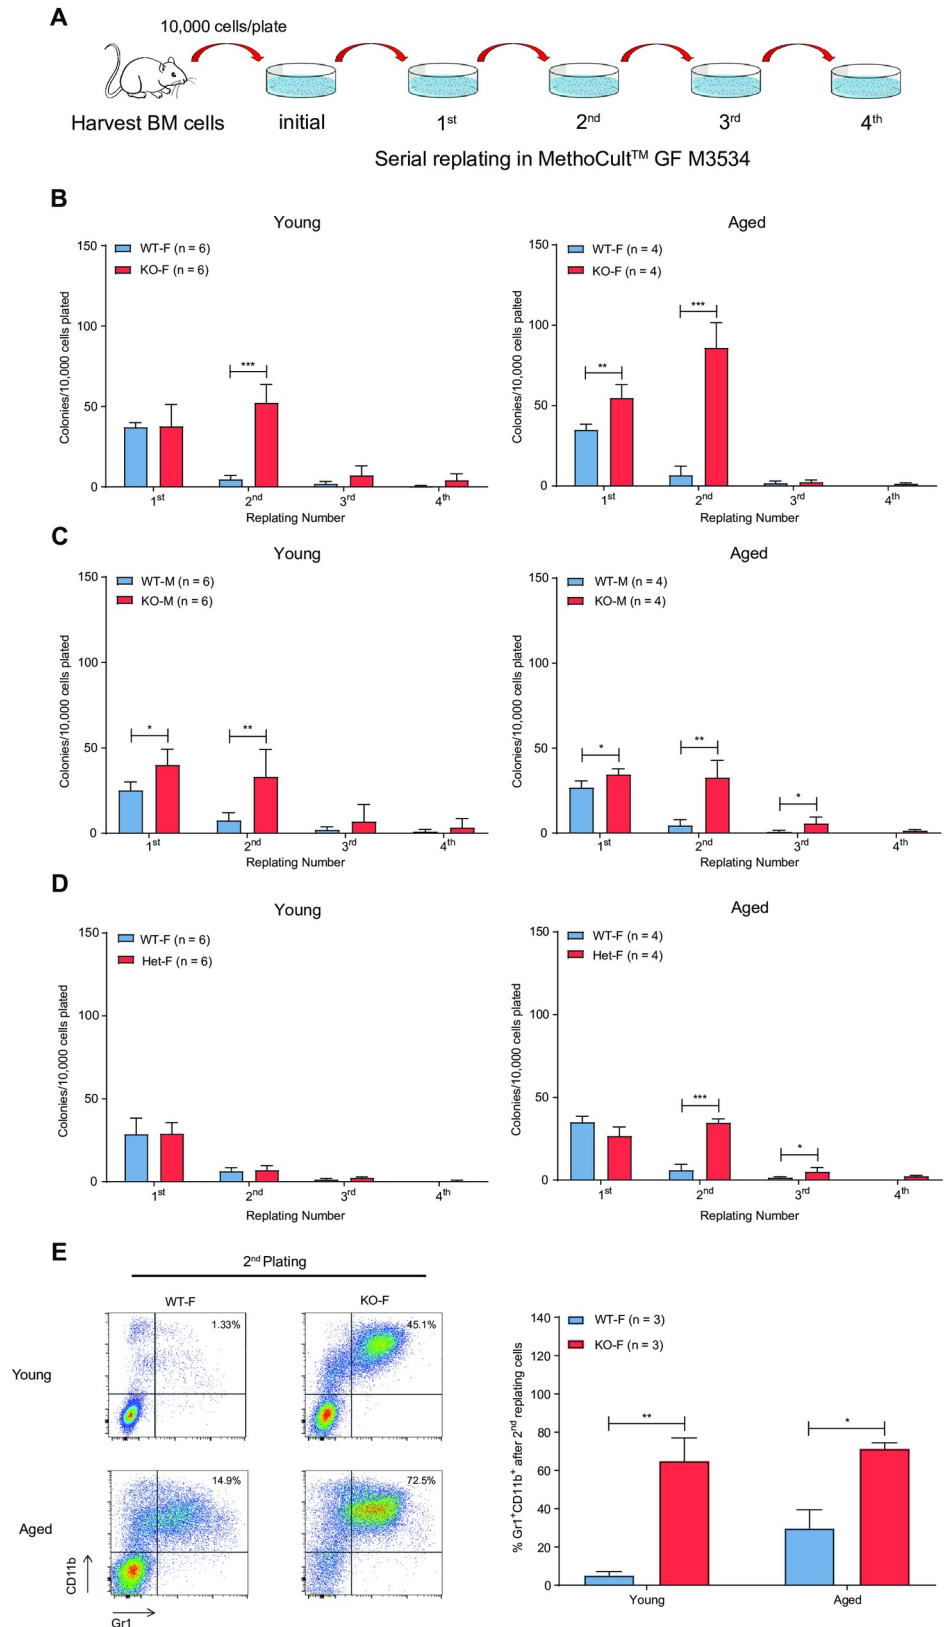 A
10,000 cells/plate
Harvest BM cells
initial
1st
2nd
3rd
4th
Serial replating in MethoCult™ GF M3534
B
Young
WT-F (n = 6)
KO-F (n = 6)
Colonies/10,000 cells plated
150
100
50
0
***
1st
2nd
3rd
4th
Replating Number
Aged
WT-F (n = 4)
KO-F (n = 4)
Colonies/10,000 cells palted
150
100
50
0
**
***
1st
2nd
3rd
4th
Replating Number
C
Young
WT-M (n = 6)
KO-M (n = 6)
Colonies/10,000 cells plated
150
100
50
0
*
**
1st
2nd
3rd
4th
Replating Number
Aged
WT-M (n = 4)
KO-M (n = 4)
Colonies/10,000 cells plated
150
100
50
0
*
**
*
1st
2nd
3rd
4th
Replating Number
D
Young
WT-F (n = 6)
Het-F (n = 6)
Colonies/10,000 cells plated
150
100
50
0
1st
2nd
3rd
4th
Replating Number
Aged
WT-F (n = 4)
Het-F (n = 4)
Colonies/10,000 cells plated
150
100
50
0
***
*
1st
2nd
3rd
4th
Replating Number
E
2nd Plating
WT-F
KO-F
Young
1.33%
45.1%
Aged
14.9%
72.5%
CD11b
Gr1
WT-F (n = 3)
KO-F (n = 3)
% Gr1+CD11b+ after 2nd replating cells
140
120
100
80
60
40
20
0
**
*
Young
Aged